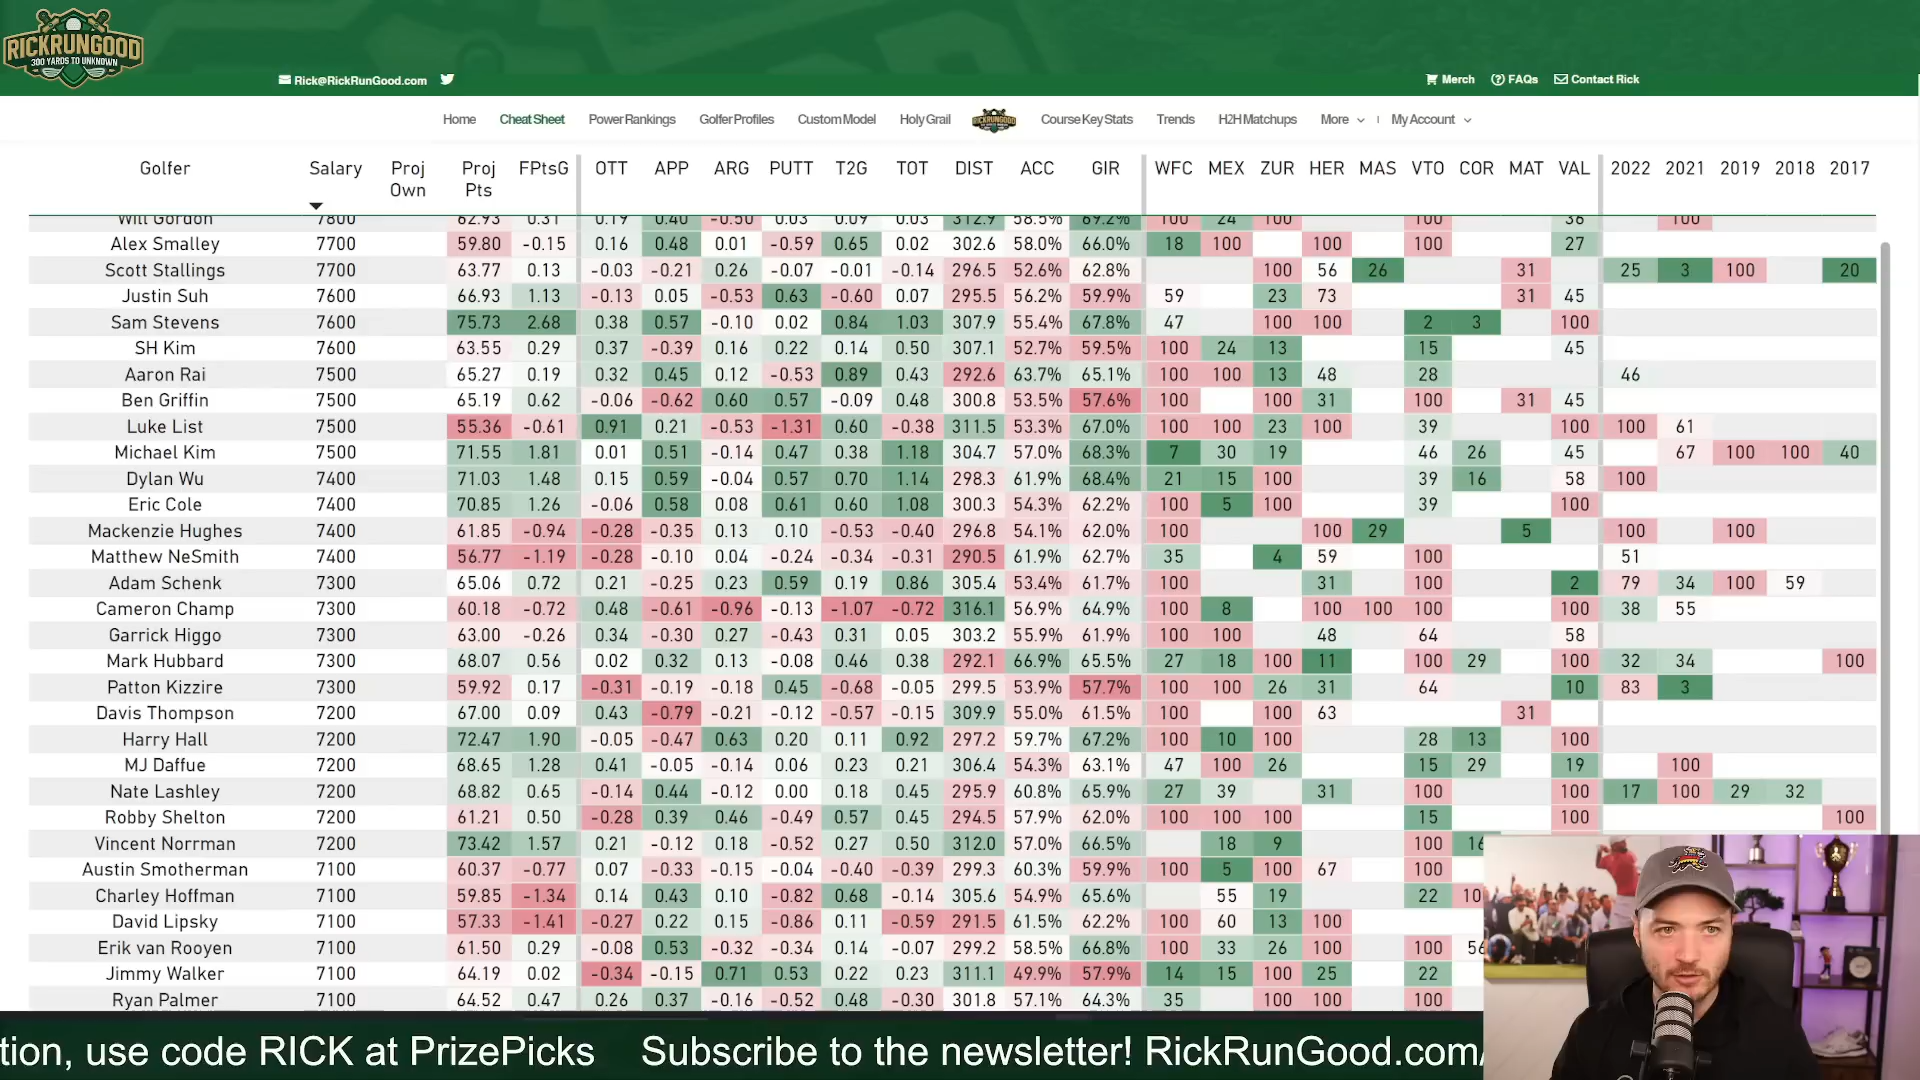 RICKRUNGOOD
300 YARDS TO UNKNOWN
Rick@RickRunGood.com
Merch FAQs Contact Rick
Home Cheat Sheet Power Rankings Golfer Profiles Custom Model Holy Grail RICKRUNGOOD Course Key Stats Trends H2H Matchups More My Account
Golfer Salary Proj Own Proj Pts FPtsG OTT APP ARG PUTT T2G TOT DIST ACC GIR WFC MEX ZUR HER MAS VTO COR MAT VAL 2022 2021 2019 2018 2017
Will Gordon 7800 62.93 0.31 0.19 0.40 -0.50 0.03 0.09 0.03 312.9 58.5% 69.2% 100 24 100 100 36 100
Alex Smalley 7700 59.80 -0.15 0.16 0.48 0.01 -0.59 0.65 0.02 302.6 58.0% 66.0% 18 100 100 100 27
Scott Stallings 7700 63.77 0.13 -0.03 -0.21 0.26 -0.07 -0.01 -0.14 296.5 52.6% 62.8% 100 56 26 31 25 3 100 20
Justin Suh 7600 66.93 1.13 -0.13 0.05 -0.53 0.63 -0.60 0.07 295.5 56.2% 59.9% 59 23 73 31 45
Sam Stevens 7600 75.73 2.68 0.38 0.57 -0.10 0.02 0.84 1.03 307.9 55.4% 67.8% 47 100 100 2 3 100
SH Kim 7600 63.55 0.29 0.37 -0.39 0.16 0.22 0.14 0.50 307.1 52.7% 59.5% 100 24 13 15 45
Aaron Rai 7500 65.27 0.19 0.32 0.45 0.12 -0.53 0.89 0.43 292.6 63.7% 65.1% 100 100 13 48 28 46
Ben Griffin 7500 65.19 0.62 -0.06 -0.62 0.60 0.57 -0.09 0.48 300.8 53.5% 57.6% 100 100 31 100 31 45
Luke List 7500 55.36 -0.61 0.91 0.21 -0.53 -1.31 0.60 -0.38 311.5 53.3% 67.0% 100 100 23 100 39 100 100 61
Michael Kim 7500 71.55 1.81 0.01 0.51 -0.14 0.47 0.38 1.18 304.7 57.0% 68.3% 7 30 19 46 26 45 67 100 100 40
Dylan Wu 7400 71.03 1.48 0.15 0.59 -0.04 0.57 0.70 1.14 298.3 61.9% 68.4% 21 15 100 39 16 58 100
Eric Cole 7400 70.85 1.26 -0.06 0.58 0.08 0.61 0.60 1.08 300.3 54.3% 62.2% 100 5 100 39 100
Mackenzie Hughes 7400 61.85 -0.94 -0.28 -0.35 0.13 0.10 -0.53 -0.40 296.8 54.1% 62.0% 100 100 29 5 100 100
Matthew NeSmith 7400 56.77 -1.19 -0.28 -0.10 0.04 -0.24 -0.34 -0.31 290.5 61.9% 62.7% 35 4 59 100 51
Adam Schenk 7300 65.06 0.72 0.21 -0.25 0.23 0.59 0.19 0.86 305.4 53.4% 61.7% 100 31 100 2 79 34 100 59
Cameron Champ 7300 60.18 -0.72 0.48 -0.61 -0.96 -0.13 -1.07 -0.72 316.1 56.9% 64.9% 100 8 100 100 100 100 38 55
Garrick Higgo 7300 63.00 -0.26 0.34 -0.30 0.27 -0.43 0.31 0.05 303.2 55.9% 61.9% 100 100 48 64 58
Mark Hubbard 7300 68.07 0.56 0.02 0.32 0.13 -0.08 0.46 0.38 292.1 66.9% 65.5% 27 18 100 11 100 29 100 32 34 100
Patton Kizzire 7300 59.92 0.17 -0.31 -0.19 -0.18 0.45 -0.68 -0.05 299.5 53.9% 57.7% 100 100 26 31 64 10 83 3
Davis Thompson 7200 67.00 0.09 0.43 -0.79 -0.21 -0.12 -0.57 -0.15 309.9 55.0% 61.5% 100 100 63 31
Harry Hall 7200 72.47 1.90 -0.05 -0.47 0.63 0.20 0.11 0.92 297.2 59.7% 67.2% 100 10 100 28 13 100
MJ Daffue 7200 68.65 1.28 0.41 -0.05 -0.14 0.06 0.23 0.21 306.4 54.3% 63.1% 47 100 26 15 29 19 100
Nate Lashley 7200 68.82 0.65 -0.14 0.44 -0.12 0.00 0.18 0.45 295.9 60.8% 65.9% 27 39 31 100 100 17 100 29 32
Robby Shelton 7200 61.21 0.50 -0.28 0.39 0.46 -0.49 0.57 0.45 294.5 57.9% 62.0% 100 100 100 15 100 100
Vincent Norrman 7200 73.42 1.57 0.21 -0.12 0.18 -0.52 0.27 0.50 312.0 57.0% 66.5% 18 9 100 16
Austin Smotherman 7100 60.37 -0.77 0.07 -0.33 -0.15 -0.04 -0.40 -0.39 299.3 60.3% 59.9% 100 5 100 67 100
Charley Hoffman 7100 59.85 -1.34 0.14 0.43 0.10 -0.82 0.68 -0.14 305.6 54.9% 65.6% 55 19 22 10
David Lipsky 7100 57.33 -1.41 -0.27 0.22 0.15 -0.86 0.11 -0.59 291.5 61.5% 62.2% 100 60 13 100
Erik van Rooyen 7100 61.50 0.29 -0.08 0.53 -0.32 -0.34 0.14 -0.07 299.2 58.5% 66.8% 100 33 26 100 100 56
Jimmy Walker 7100 64.19 0.02 -0.34 -0.15 0.71 0.53 0.22 0.23 311.1 49.9% 57.9% 14 15 100 25 22
Ryan Palmer 7100 64.52 0.47 0.26 0.37 -0.16 -0.52 0.48 -0.30 301.8 57.1% 64.3% 35 100 100 100
tion, use code RICK at PrizePicks Subscribe to the newsletter! RickRunGood.com/